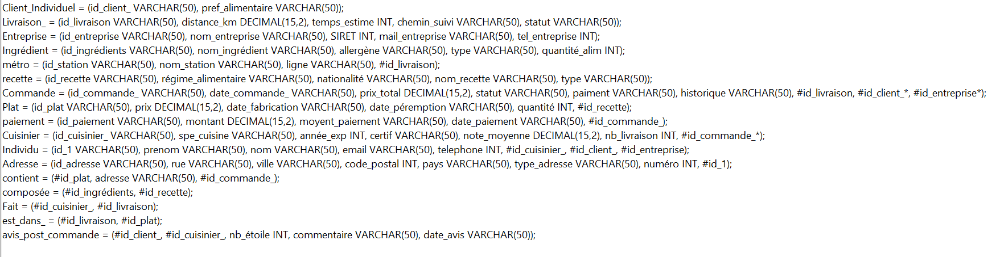 Client_Individuel = (id_client_ VARCHAR(50), pref_alimentaire VARCHAR(50));
Livraison_ = (id_livraison VARCHAR(50), distance_km DECIMAL(15,2), temps_estime INT, chemin_suivi VARCHAR(50), statut VARCHAR(50));
Entreprise = (id_entreprise VARCHAR(50), nom_entreprise VARCHAR(50), SIRET INT, mail_entreprise VARCHAR(50), tel_entreprise INT);
Ingrédient = (id_ingrédients VARCHAR(50), nom_ingrédient VARCHAR(50), allergène VARCHAR(50), type VARCHAR(50), quantité_alim INT);
métro = (id_station VARCHAR(50), nom_station VARCHAR(50), ligne VARCHAR(50), #id_livraison);
recette = (id_recette VARCHAR(50), régime_alimentaire VARCHAR(50), nationalité VARCHAR(50), nom_recette VARCHAR(50), type VARCHAR(50));
Commande = (id_commande_ VARCHAR(50), date_commande_ VARCHAR(50), prix_total DECIMAL(15,2), statut VARCHAR(50), paiment VARCHAR(50), historique VARCHAR(50), #id_livraison, #id_client_*, #id_entreprise*);
Plat = (id_plat VARCHAR(50), prix DECIMAL(15,2), date_fabrication VARCHAR(50), date_péremption VARCHAR(50), quantité INT, #id_recette);
paiement = (id_paiement VARCHAR(50), montant DECIMAL(15,2), moyent_paiement VARCHAR(50), date_paiement VARCHAR(50), #id_commande_);
Cuisinier = (id_cuisinier_ VARCHAR(50), spe_cuisine VARCHAR(50), année_exp INT, certif VARCHAR(50), note_moyenne DECIMAL(15,2), nb_livraison INT, #id_commande_*);
Individu = (id_1 VARCHAR(50), prenom VARCHAR(50), nom VARCHAR(50), email VARCHAR(50), telephone INT, #id_cuisinier_, #id_client_, #id_entreprise);
Adresse = (id_adresse VARCHAR(50), rue VARCHAR(50), ville VARCHAR(50), code_postal INT, pays VARCHAR(50), type_adresse VARCHAR(50), numéro INT, #id_1);
contient = (#id_plat, adresse VARCHAR(50), #id_commande_);
composée = (#id_ingrédients, #id_recette);
Fait = (#id_cuisinier_, #id_livraison);
est_dans_ = (#id_livraison, #id_plat);
avis_post_commande = (#id_client_, #id_cuisinier_, nb_étoile INT, commentaire VARCHAR(50), date_avis VARCHAR(50));